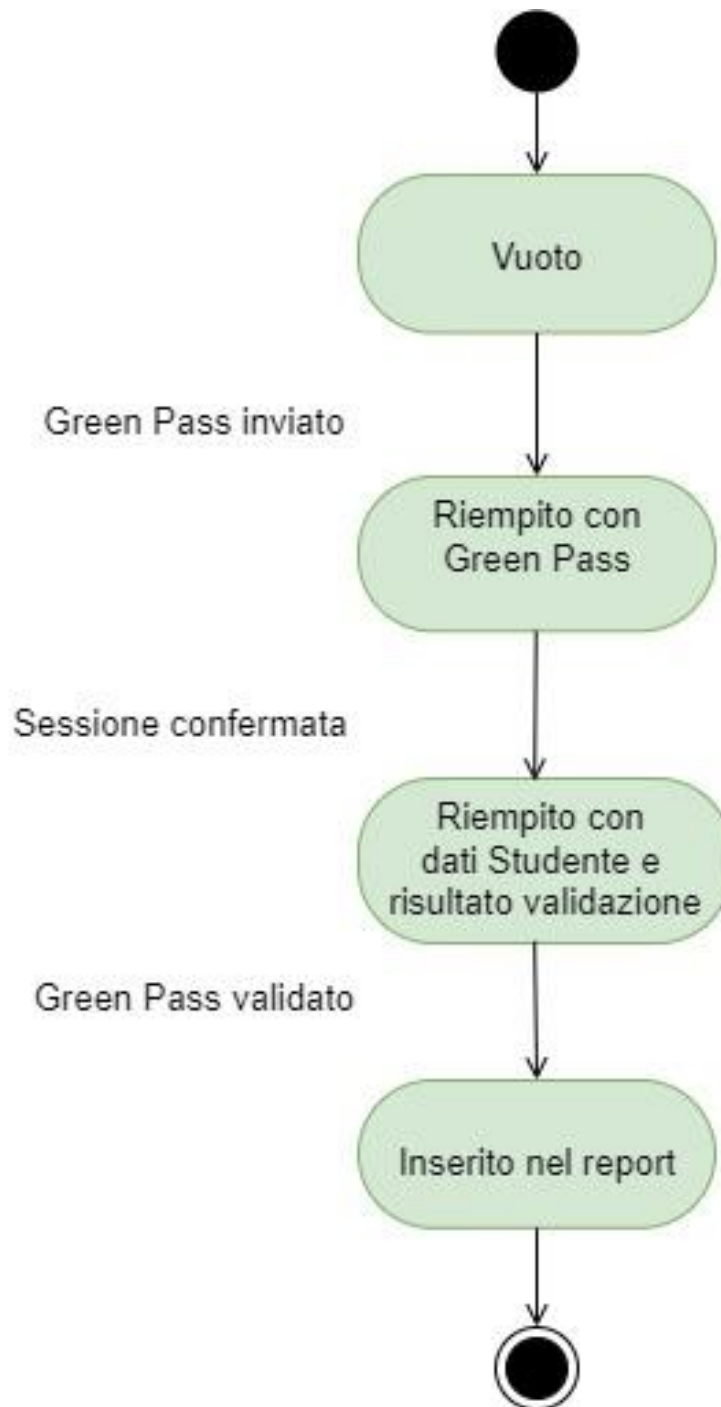 Vuoto
Green Pass inviato
Riempito con
Green Pass
Sessione confermata
Riempito con
dati Studente e
risultato validazione
Green Pass validato
Inserito nel report